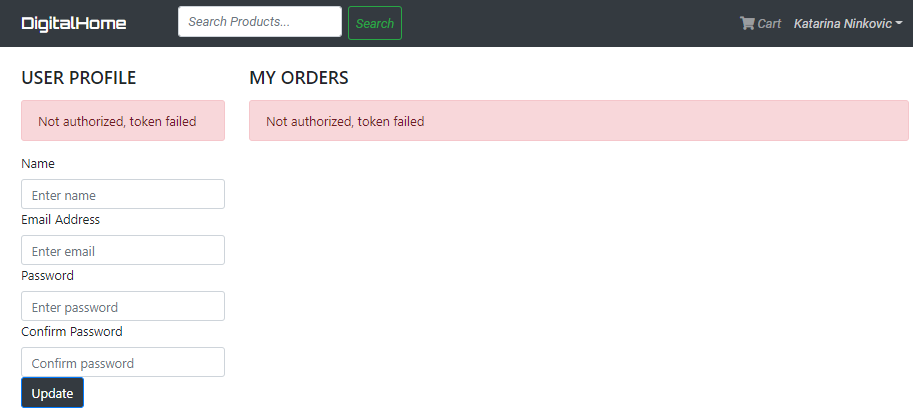 DigitalHome
Search Products...
Search
Cart
Katarina Ninkovic
USER PROFILE
Not authorized, token failed
Name
Enter name
Email Address
Enter email
Password
Enter password
Confirm Password
Confirm password
Update
MY ORDERS
Not authorized, token failed